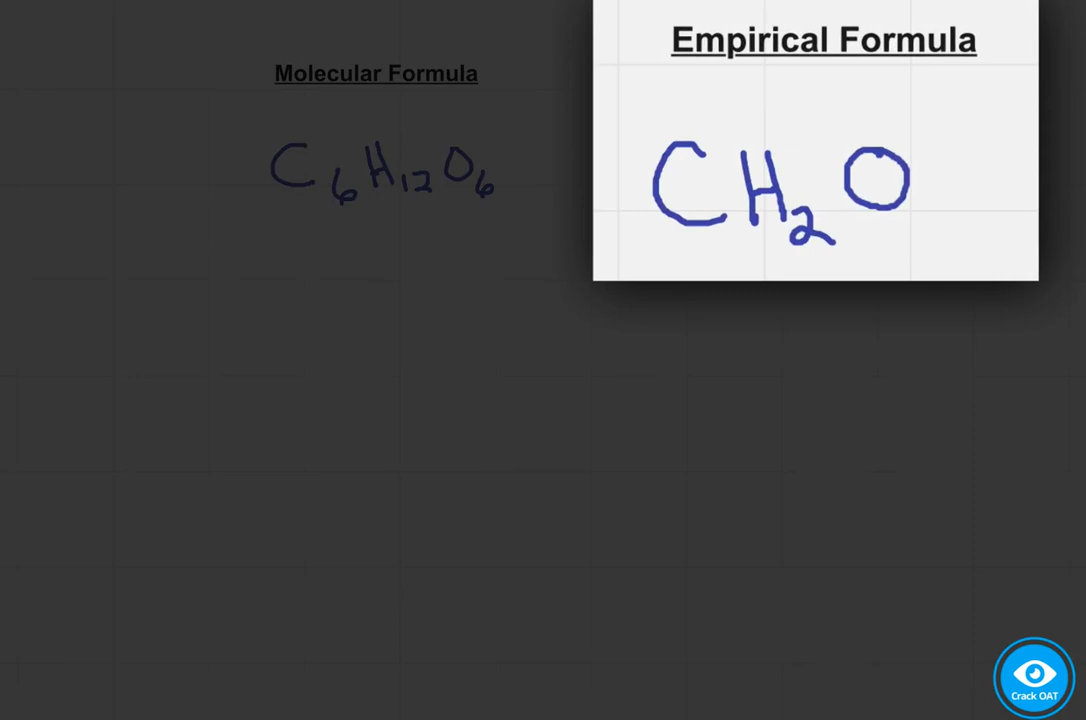 Molecular Formula
C₆H₁₂O₆
Empirical Formula
CH₂O
Crack OAT